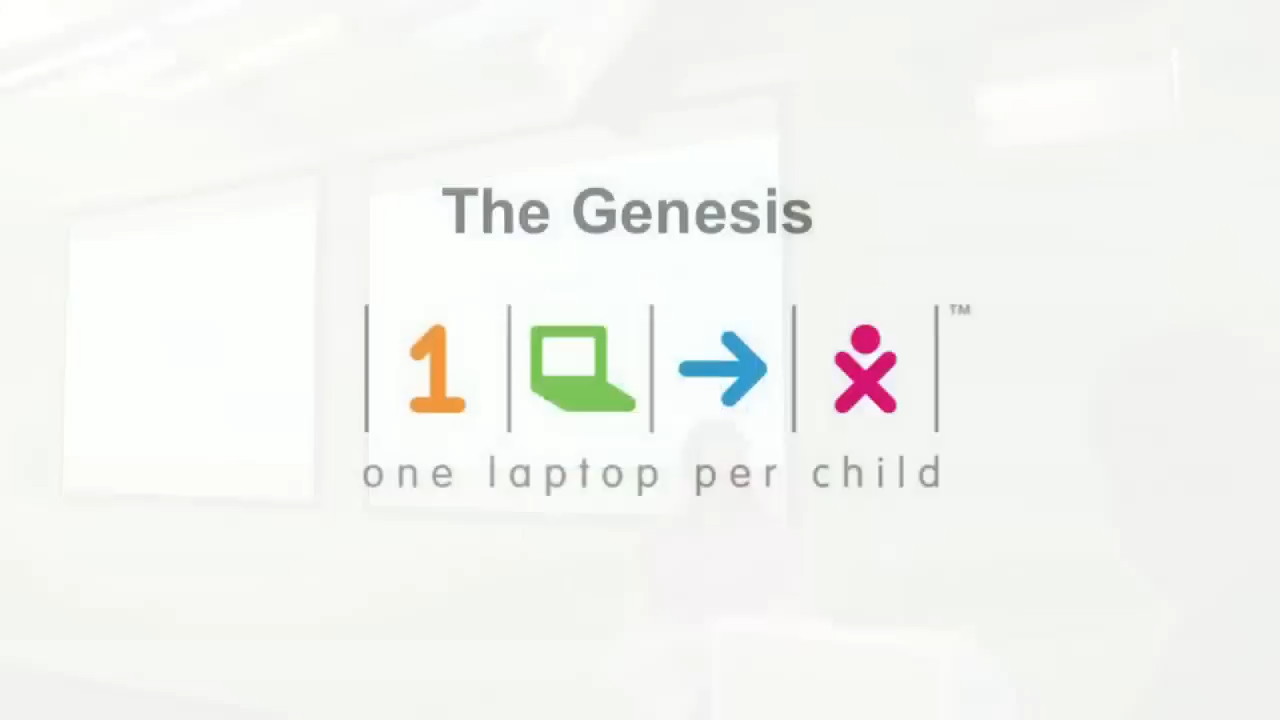 The Genesis
1 ™
one laptop per child